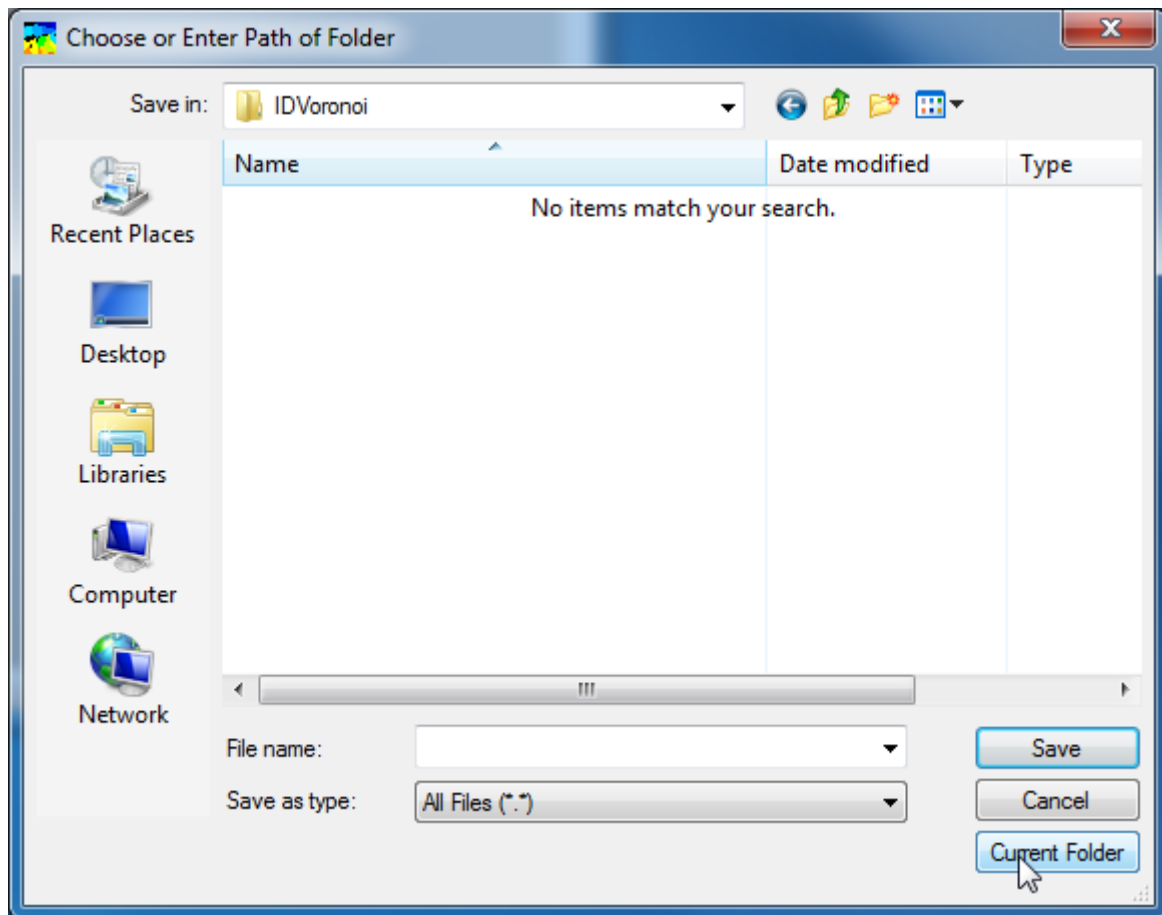 Choose or Enter Path of Folder
X
Save in: IDVoronoi
Name Date modified Type
No items match your search.
Recent Places
Desktop
Libraries
Computer
Network
File name: Save
Save as type: All Files (*.*) Cancel
Current Folder